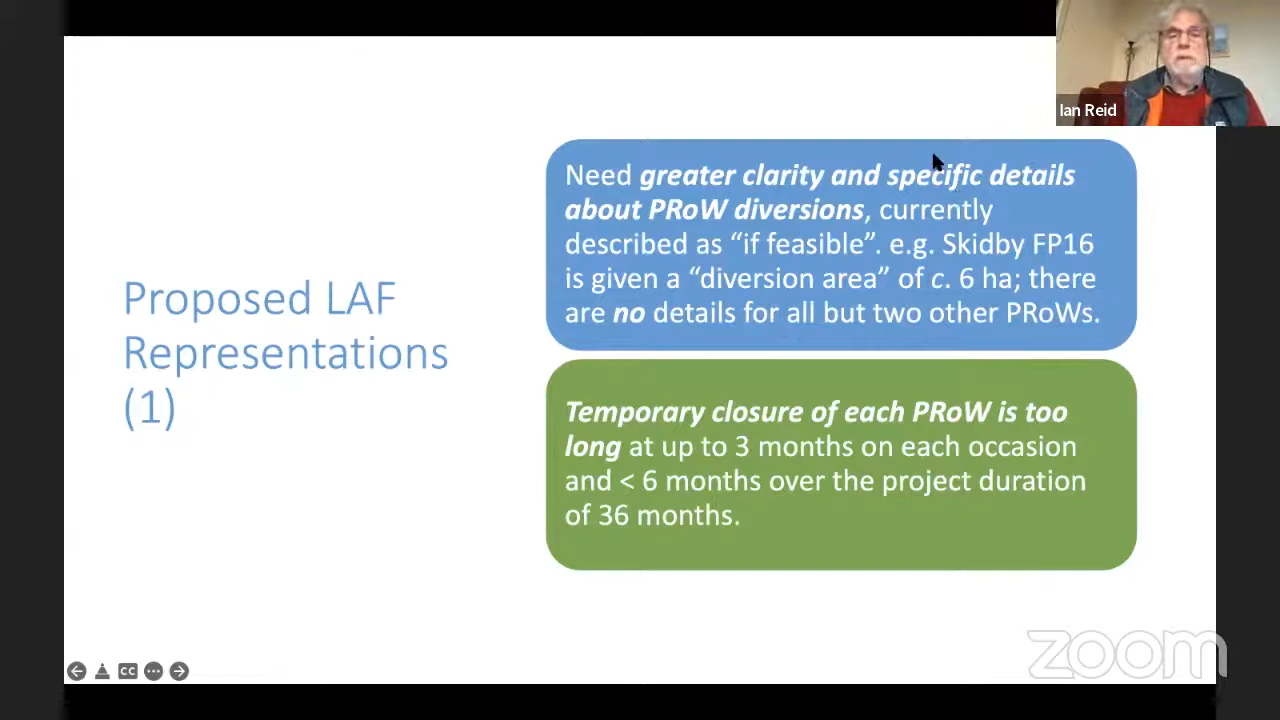 Ian Reid
Need greater clarity and specific details
about PRoW diversions, currently
described as “if feasible”. e.g. Skidby FP16
is given a “diversion area” of c. 6 ha; there
are no details for all but two other PRoWs.
Proposed LAF
Representations
(1)
Temporary closure of each PRoW is too
long at up to 3 months on each occasion
and < 6 months over the project duration
of 36 months.
CC
zoom